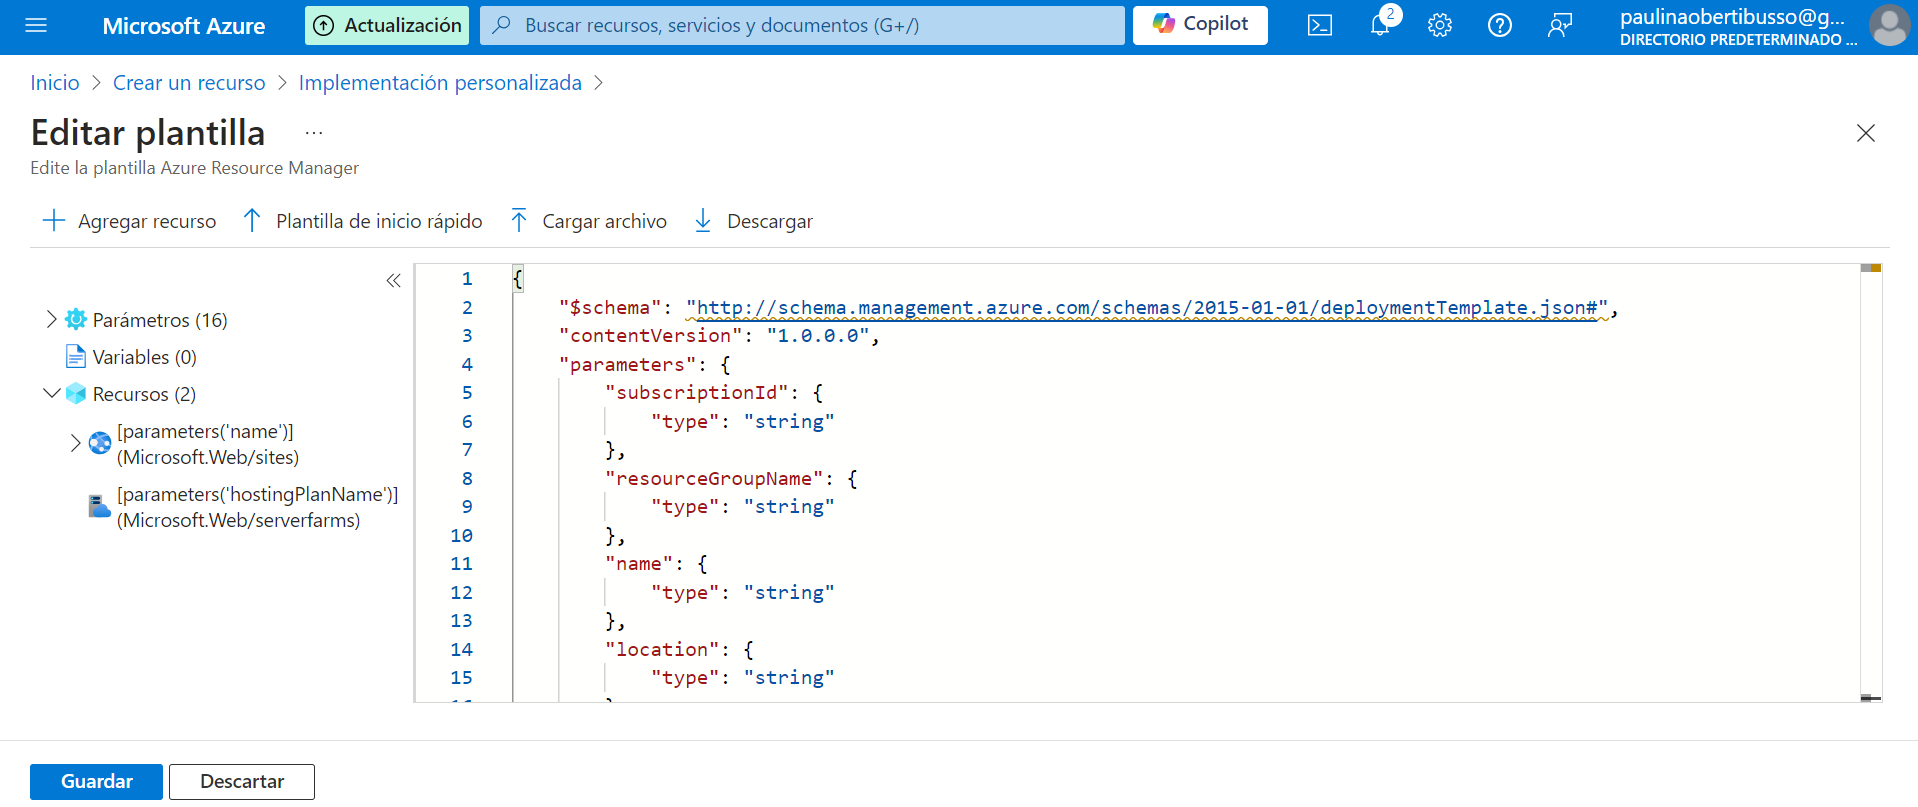 Microsoft Azure
Actualización
Buscar recursos, servicios y documentos (G+/)
Copilot
2
paulinaobertibusso@g...
DIRECTORIO PREDETERMINADO ...
Inicio > Crear un recurso > Implementación personalizada >
Editar plantilla ...
Edite la plantilla Azure Resource Manager
Agregar recurso
Plantilla de inicio rápido
Cargar archivo
Descargar
Parámetros (16)
Variables (0)
Recursos (2)
[parameters('name')]
(Microsoft.Web/sites)
[parameters('hostingPlanName')]
(Microsoft.Web/serverfarms)
1 {
2 "$schema": "http://schema.management.azure.com/schemas/2015-01-01/deploymentTemplate.json#",
3 "contentVersion": "1.0.0.0",
4 "parameters": {
5 "subscriptionId": {
6 "type": "string"
7 },
8 "resourceGroupName": {
9 "type": "string"
10 },
11 "name": {
12 "type": "string"
13 },
14 "location": {
15 "type": "string"
Guardar
Descartar